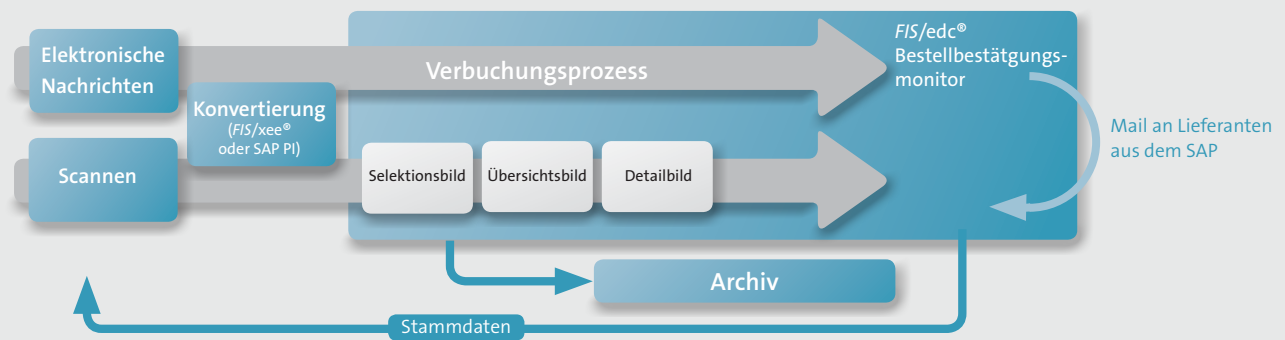 Elektronische
Nachrichten
Konvertierung
(FIS/xee®
oder SAP PI)
Scannen
Verbuchungsprozess
Selektionsbild
Übersichtsbild
Detailbild
FIS/edc®
Bestellbestätgungs-
monitor
Mail an Lieferanten
aus dem SAP
Archiv
Stammdaten